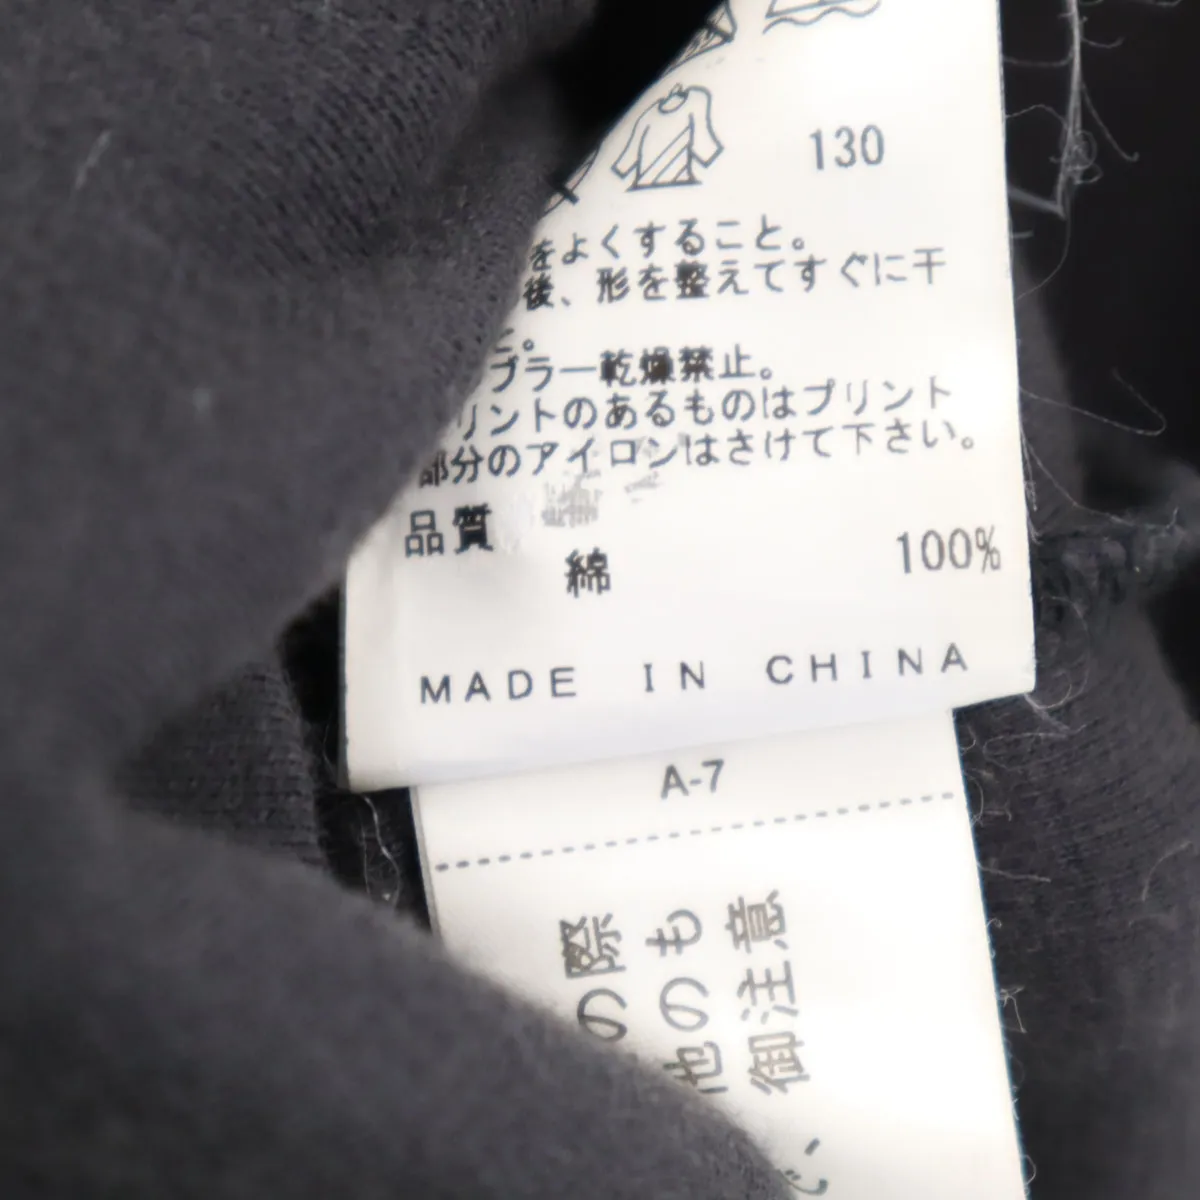 130
をよくすること。
後、形を整えてすぐに干
こ。
ブラー乾燥禁止。
リントのあるものはプリント
部分のアイロンはさけて下さい。
品質
綿 100%
MADE IN CHINA
A-7
の際
他のも
御注意